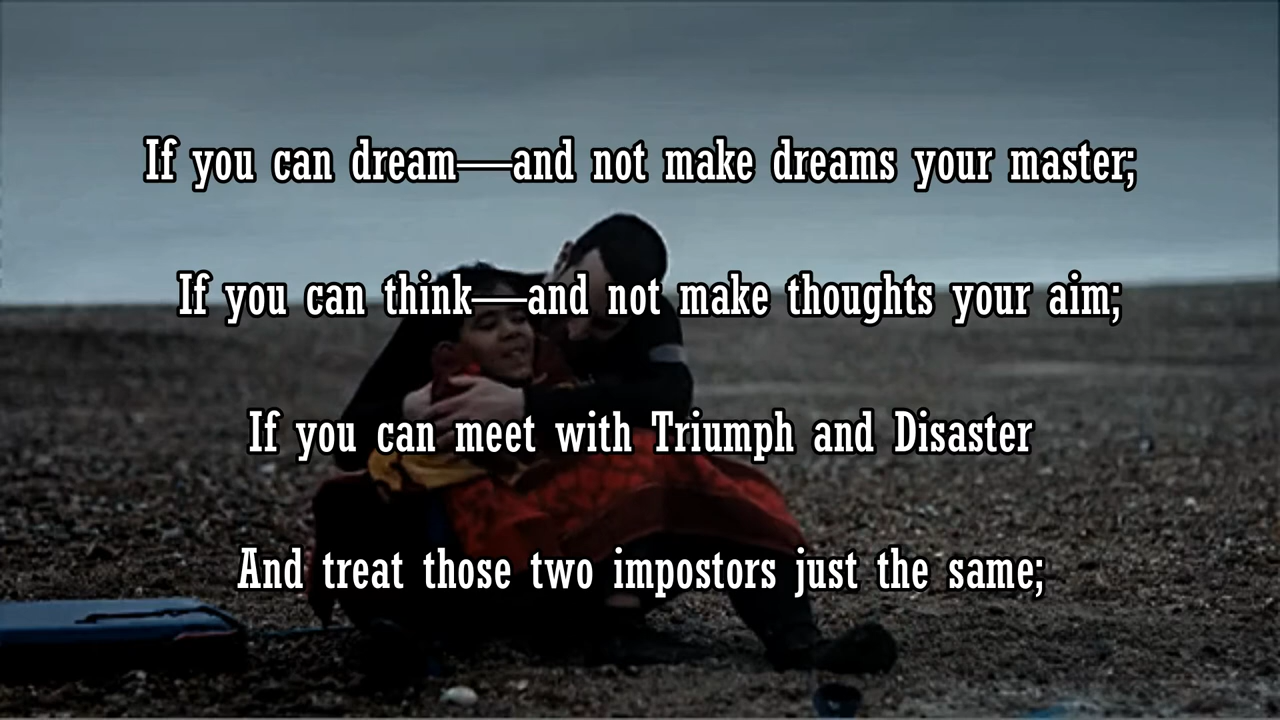 If you can dream—and not make dreams your master;
If you can think—and not make thoughts your aim;
If you can meet with Triumph and Disaster
And treat those two impostors just the same;